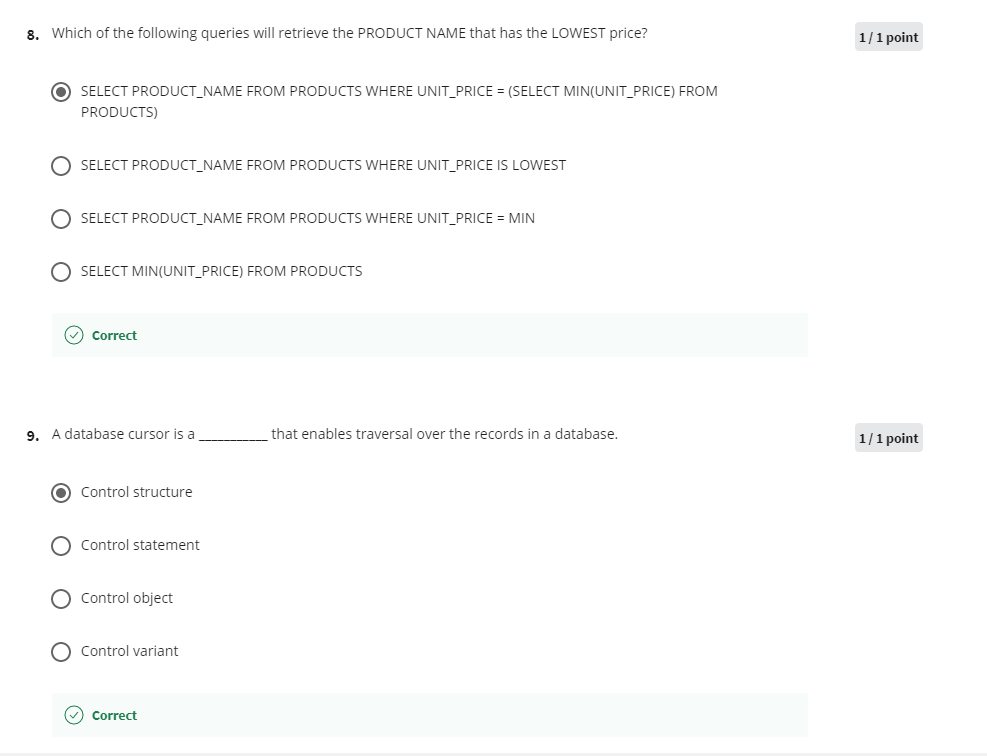 8. Which of the following queries will retrieve the PRODUCT NAME that has the LOWEST price?
1 / 1 point
SELECT PRODUCT_NAME FROM PRODUCTS WHERE UNIT_PRICE = (SELECT MIN(UNIT_PRICE) FROM
PRODUCTS)
SELECT PRODUCT_NAME FROM PRODUCTS WHERE UNIT_PRICE IS LOWEST
SELECT PRODUCT_NAME FROM PRODUCTS WHERE UNIT_PRICE = MIN
SELECT MIN(UNIT_PRICE) FROM PRODUCTS
Correct
9. A database cursor is a ___________ that enables traversal over the records in a database.
1 / 1 point
Control structure
Control statement
Control object
Control variant
Correct